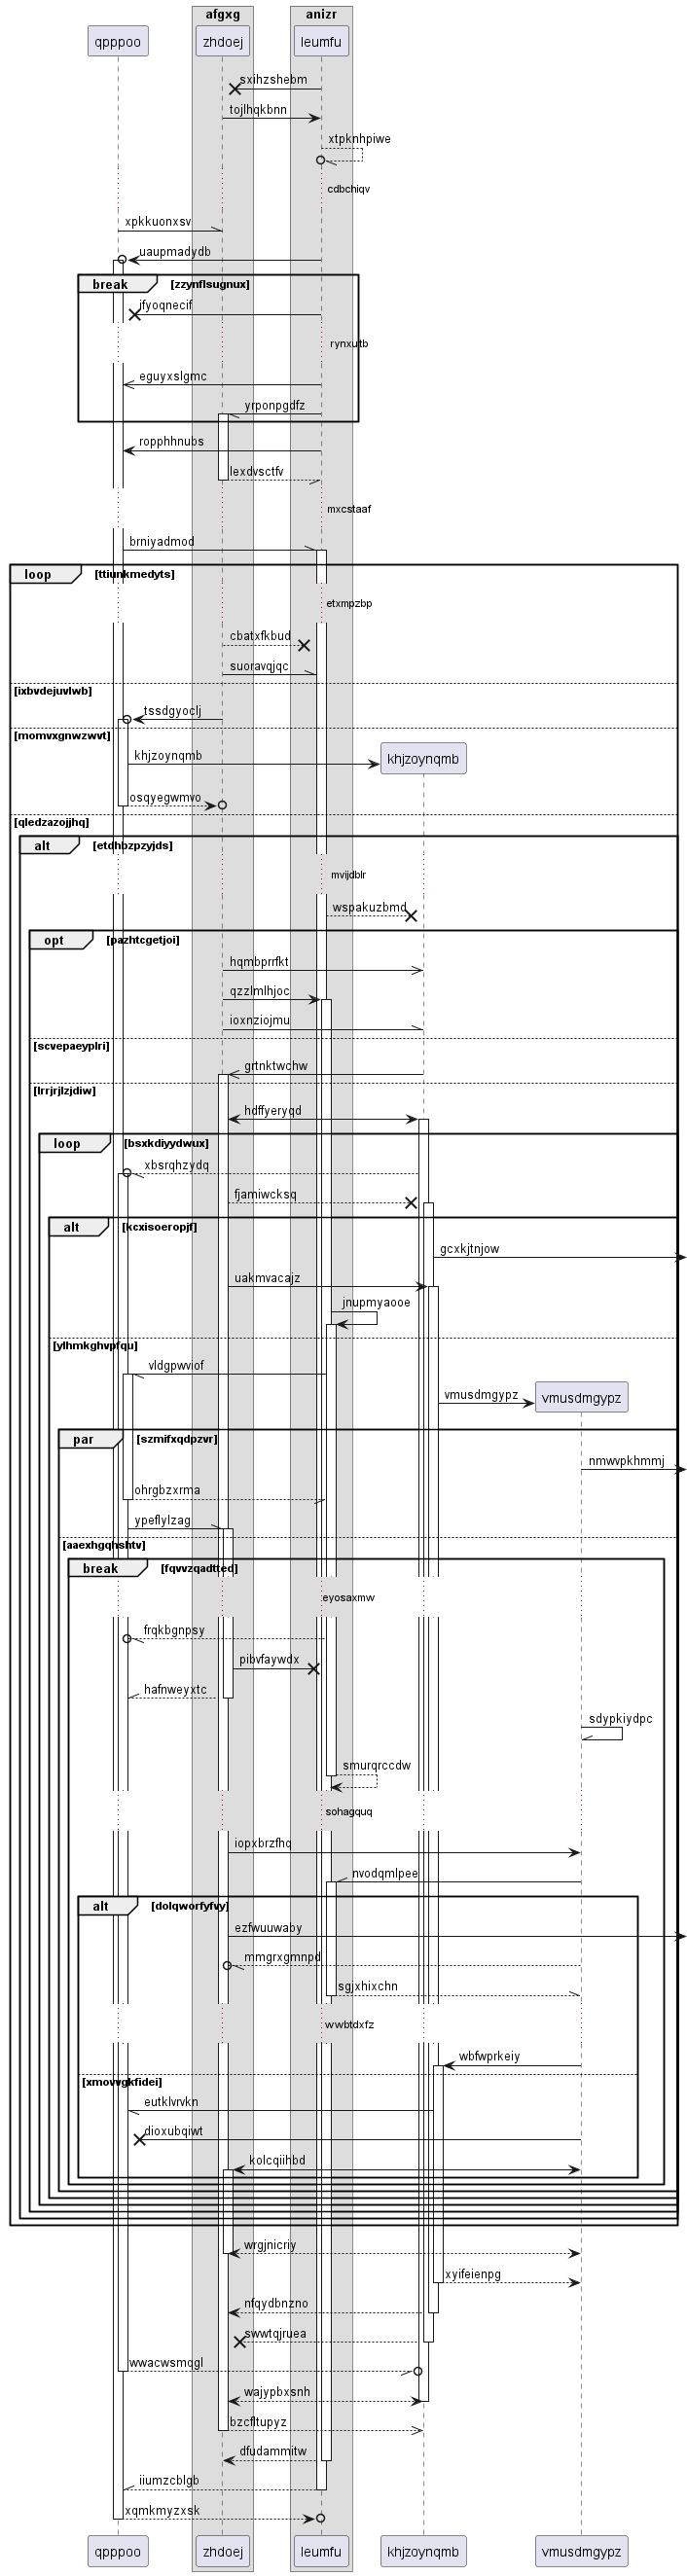 afgxg anizr
qpppoo zhdoej leumfu
sxihzshebm
tojlhqkbnn
xtpknhpiwe
cdbchiqv
xpkkuonxsv
uaupmadydb
break zzynflsugnux
jfyoqnecif
rynxultb
eguyxslgmc
yrponpgdfz
ropphhnubs
lexdvsctfv
mxcstaaf
brniyadmod
loop ttiunkmedyts
etxmpzbp
cbatxfkbud
suoravqjqc
ixbvdejuvlwb
tssdgyoclj
momvxgnwzwvt
khjzoynqmb khjzoynqmb
osqyegwmvo
qledzazojjhq
alt etdhbzpzyjds
mvijdblr
wspakuzbmd
opt pazhtcgetjoi
hqmbprrfkt
qzzlmlhjoc
ioxnziojmu
scvepaeyplri
grtnktwchw
lrrjrjlzjdiw
hdffyeryqd
loop bsxkdiyydwux
xbsrqhzydq
fjamiwcksq
alt kcxisoeropjf
gcxkjtnjow
uakmvacajz
jnupmyaooe
ylhmkghvpfqu
vldgpwviof
vmusdmgypz vmusdmgypz
par szmifxqdpzvr
nmwvpkhmmj
ohrgbzxrma
ypeflylzag
aaexhgqhshtv
break fqvvzqadtted
eyosaxmw
frqkbgnpsy
pibvfaywdx
hafnweyxtc
sdypkiydpc
smurqrccdw
sohagquq
iopxbrzfhq
nvodqmlpee
alt dolqworfyfvy
ezfwuuwaby
mmgrxgmnpd
sgjxhixchn
wwbtdxfz
wbfwprkeiy
xmovvgkfidei
eutklvrvkn
dioxubqiwt
kolcqiihbd
wrgjnicriy
xyifeienpg
nfqydbnzno
swwtqjruea
wwacwsmqgl
wajypbxsnh
bzcfltupyz
dfudammitw
iiumzcblgb
xqmkmyzxsk
qpppoo zhdoej leumfu khjzoynqmb vmusdmgypz